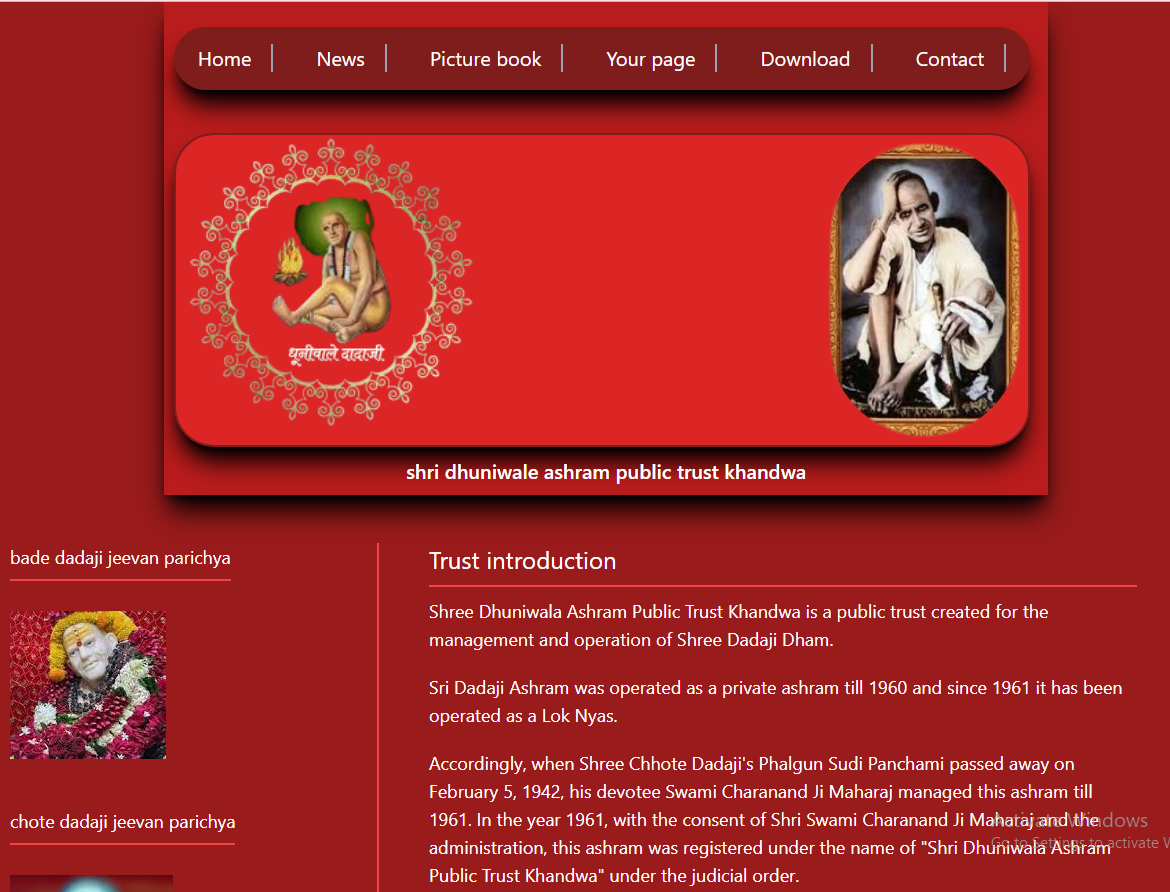 Home News Picture book Your page Download Contact
धूनीवाले दादाजी
shri dhuniwale ashram public trust khandwa
bade dadaji jeevan parichya
chote dadaji jeevan parichya
Trust introduction
Shree Dhuniwala Ashram Public Trust Khandwa is a public trust created for the
management and operation of Shree Dadaji Dham.
Sri Dadaji Ashram was operated as a private ashram till 1960 and since 1961 it has been
operated as a Lok Nyas.
Accordingly, when Shree Chhote Dadaji's Phalgun Sudi Panchami passed away on
February 5, 1942, his devotee Swami Charanand Ji Maharaj managed this ashram till
1961. In the year 1961, with the consent of Shri Swami Charanand Ji Maharaj and the
administration, this ashram was registered under the name of "Shri Dhuniwala Ashram
Public Trust Khandwa" under the judicial order.
Activate Windows
Go to Settings to activate W